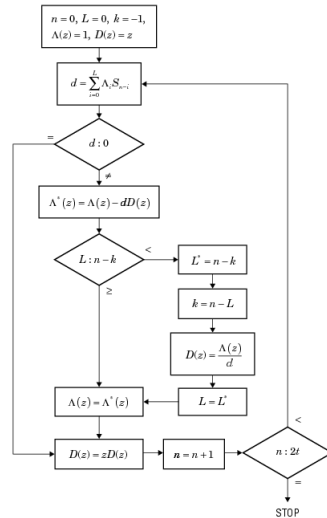 n=0, L=0, k=-1,
Λ(z)=1, D(z)=z
d=∑_{i=0}^{L} Λ_i S_{n-i}
d:0
=
≠
Λ*(z)=Λ(z)-dD(z)
L:n-k
<
≥
L*=n-k
k=n-L
D(z)=Λ(z)/d
L=L*
Λ(z)=Λ*(z)
D(z)=zD(z)
n=n+1
n:2t
<
=
STOP